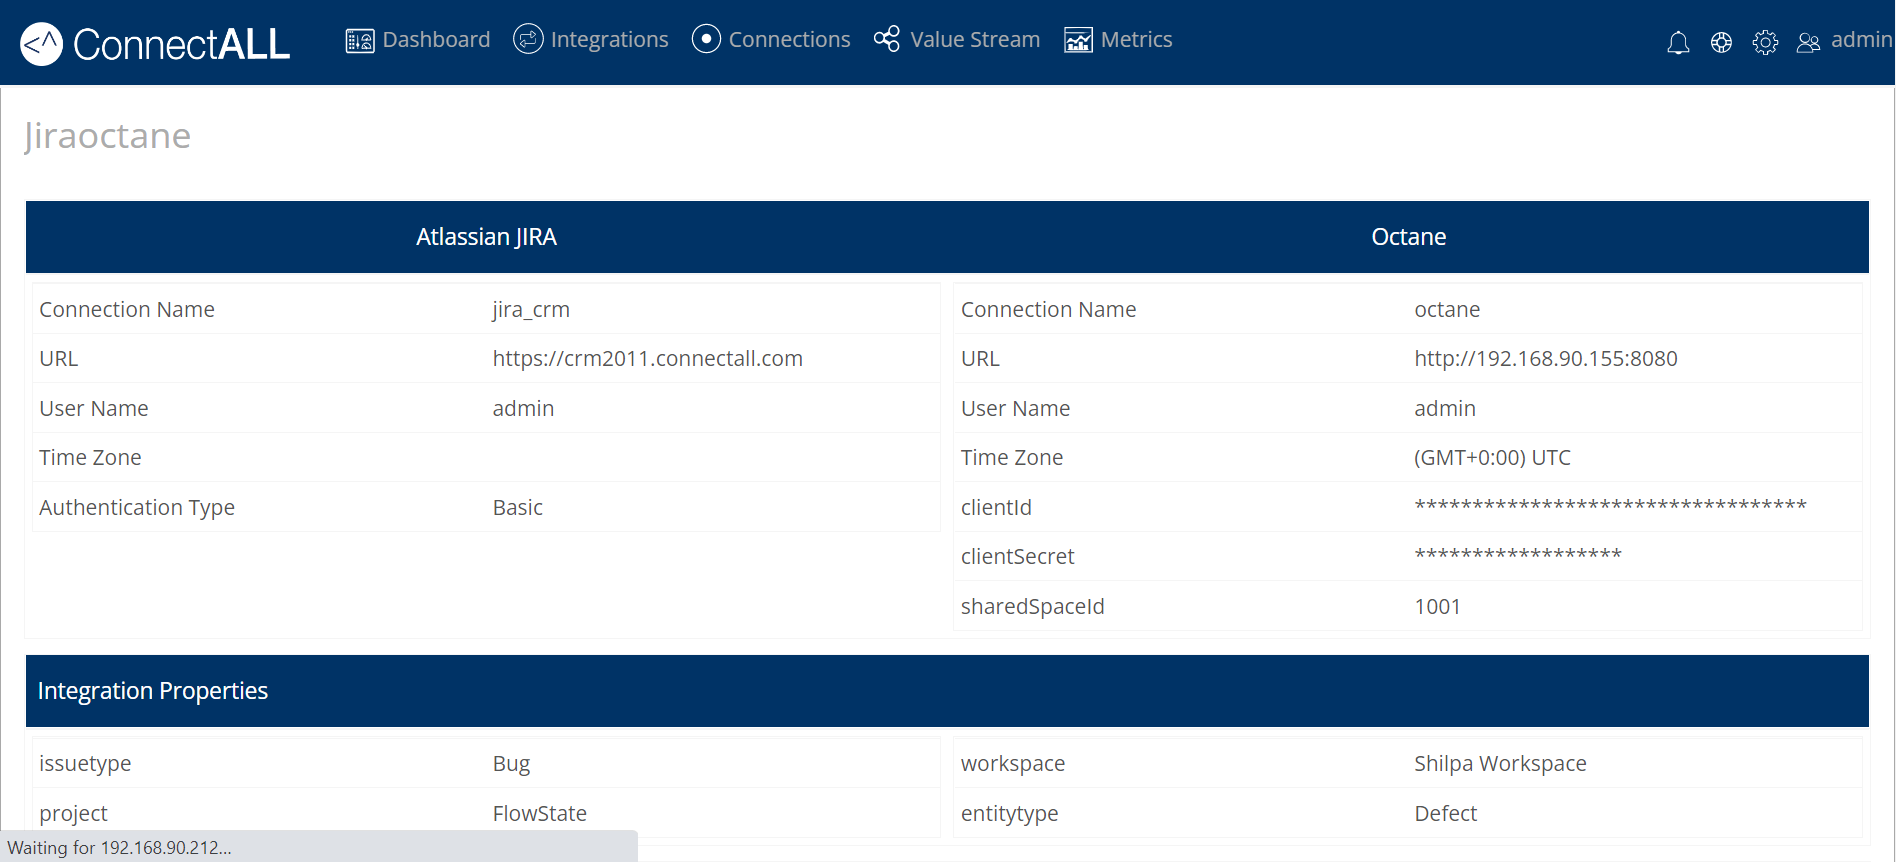 <^ ConnectALL Dashboard Integrations Connections Value Stream Metrics admin
Jiraoctane
Atlassian JIRA Octane
Connection Name jira_crm Connection Name octane
URL https://crm2011.connectall.com URL http://192.168.90.155:8080
User Name admin User Name admin
Time Zone Time Zone (GMT+0:00) UTC
Authentication Type Basic clientId **********************************
clientSecret ******************
sharedSpaceId 1001
Integration Properties
issuetype Bug workspace Shilpa Workspace
project FlowState entitytype Defect
Waiting for 192.168.90.212...